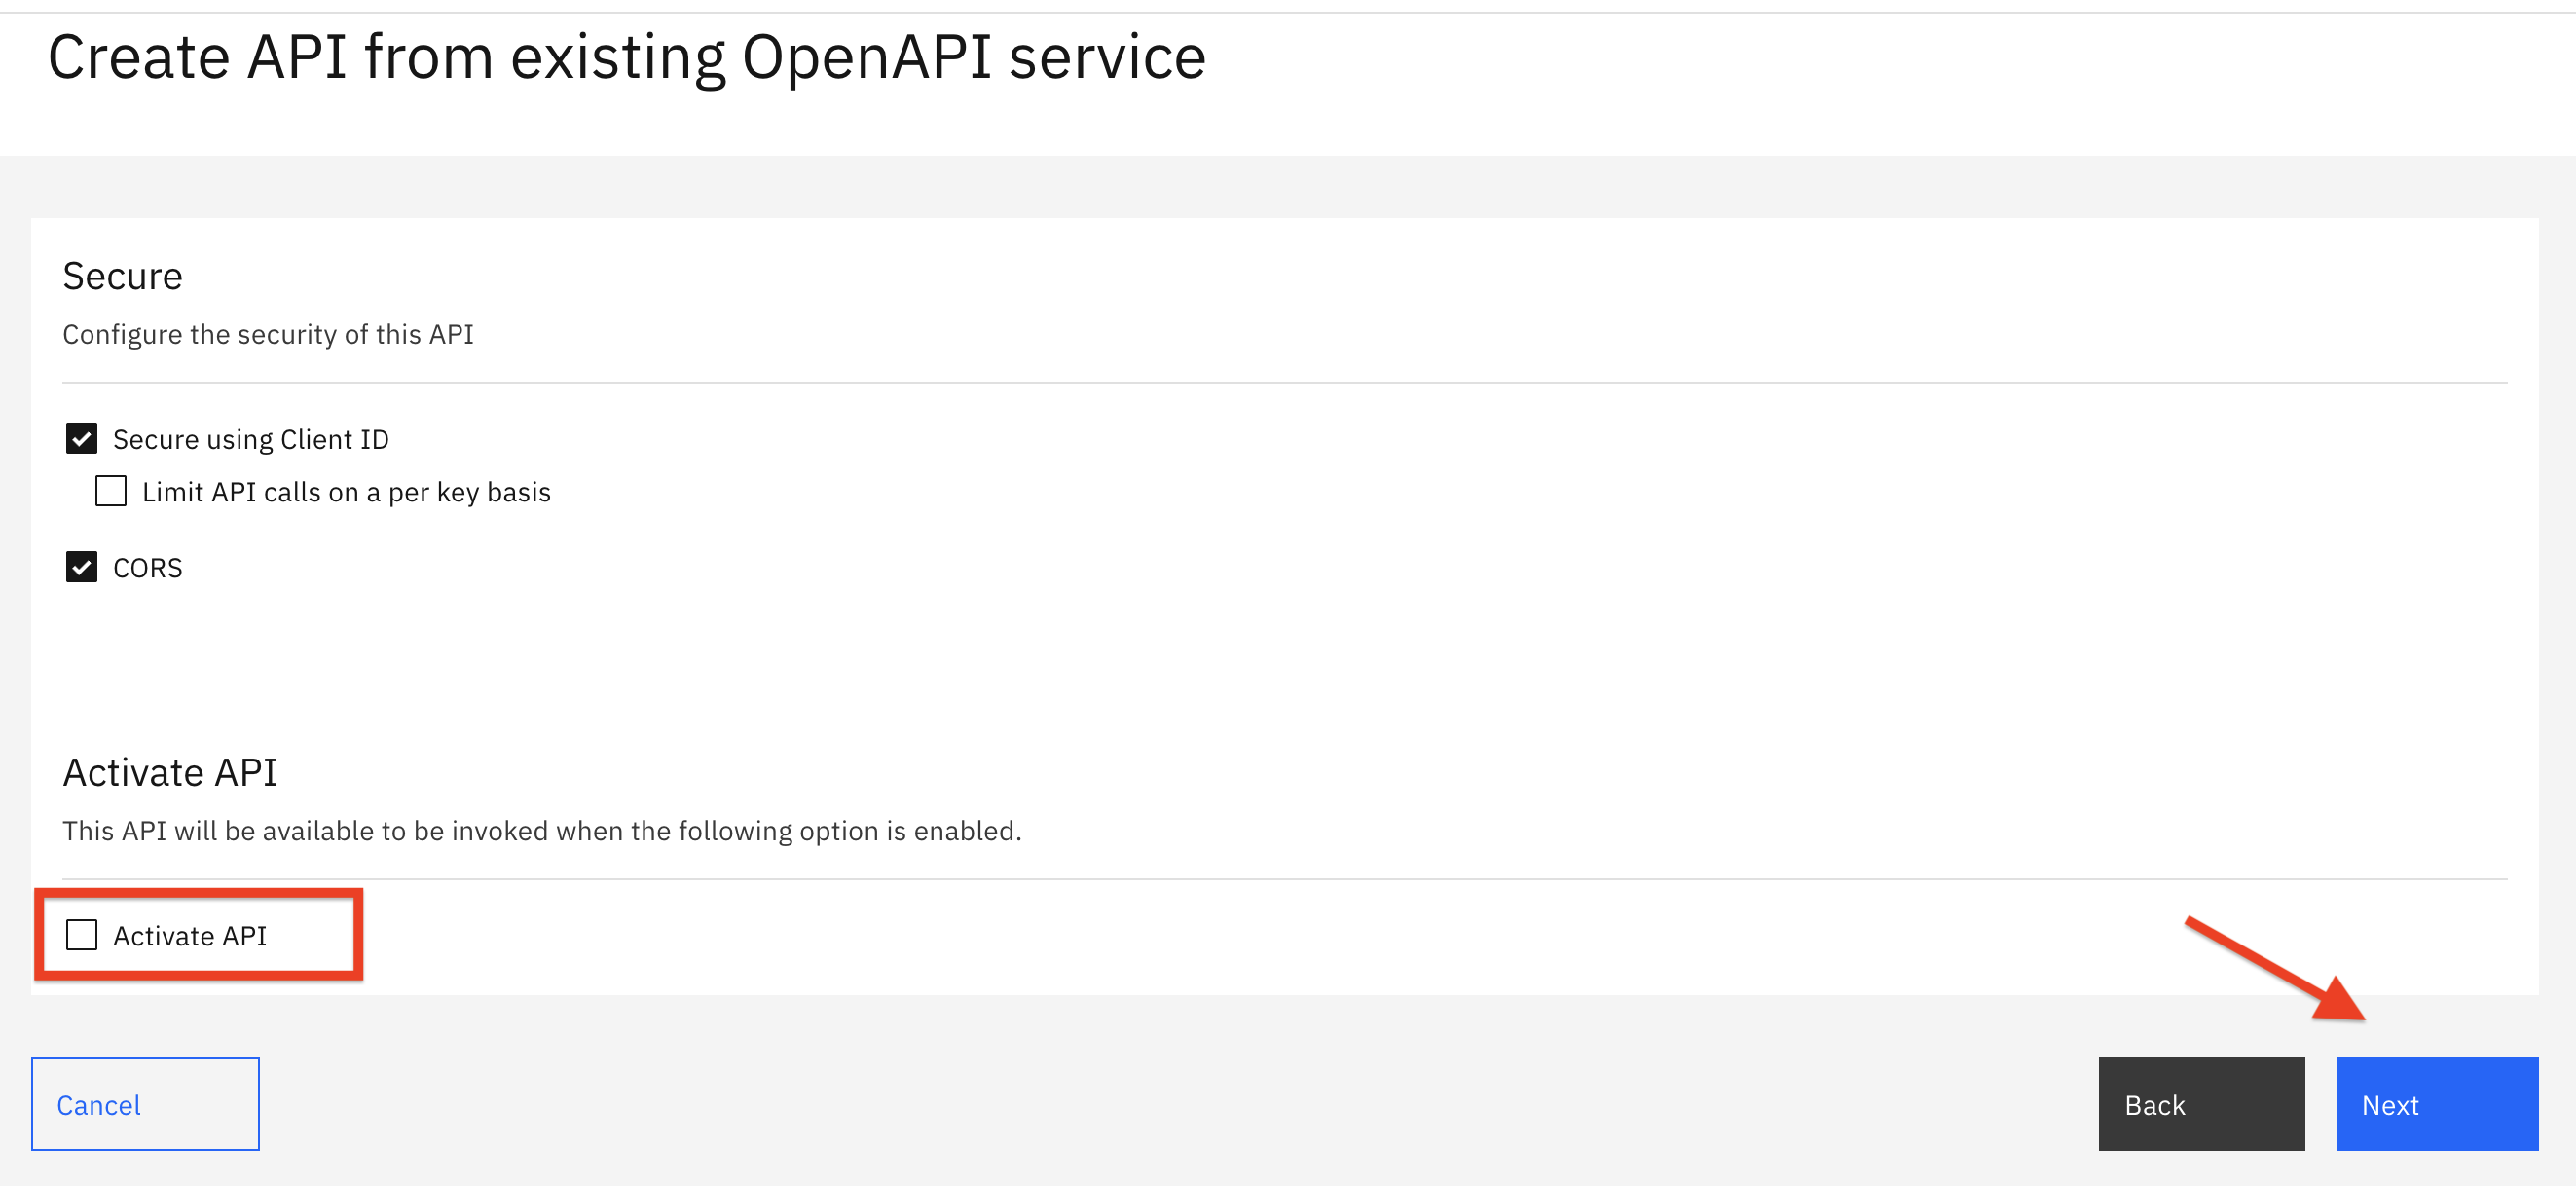 Create API from existing OpenAPI service
Secure
Configure the security of this API
Secure using Client ID
Limit API calls on a per key basis
CORS
Activate API
This API will be available to be invoked when the following option is enabled.
Activate API
Cancel
Back
Next